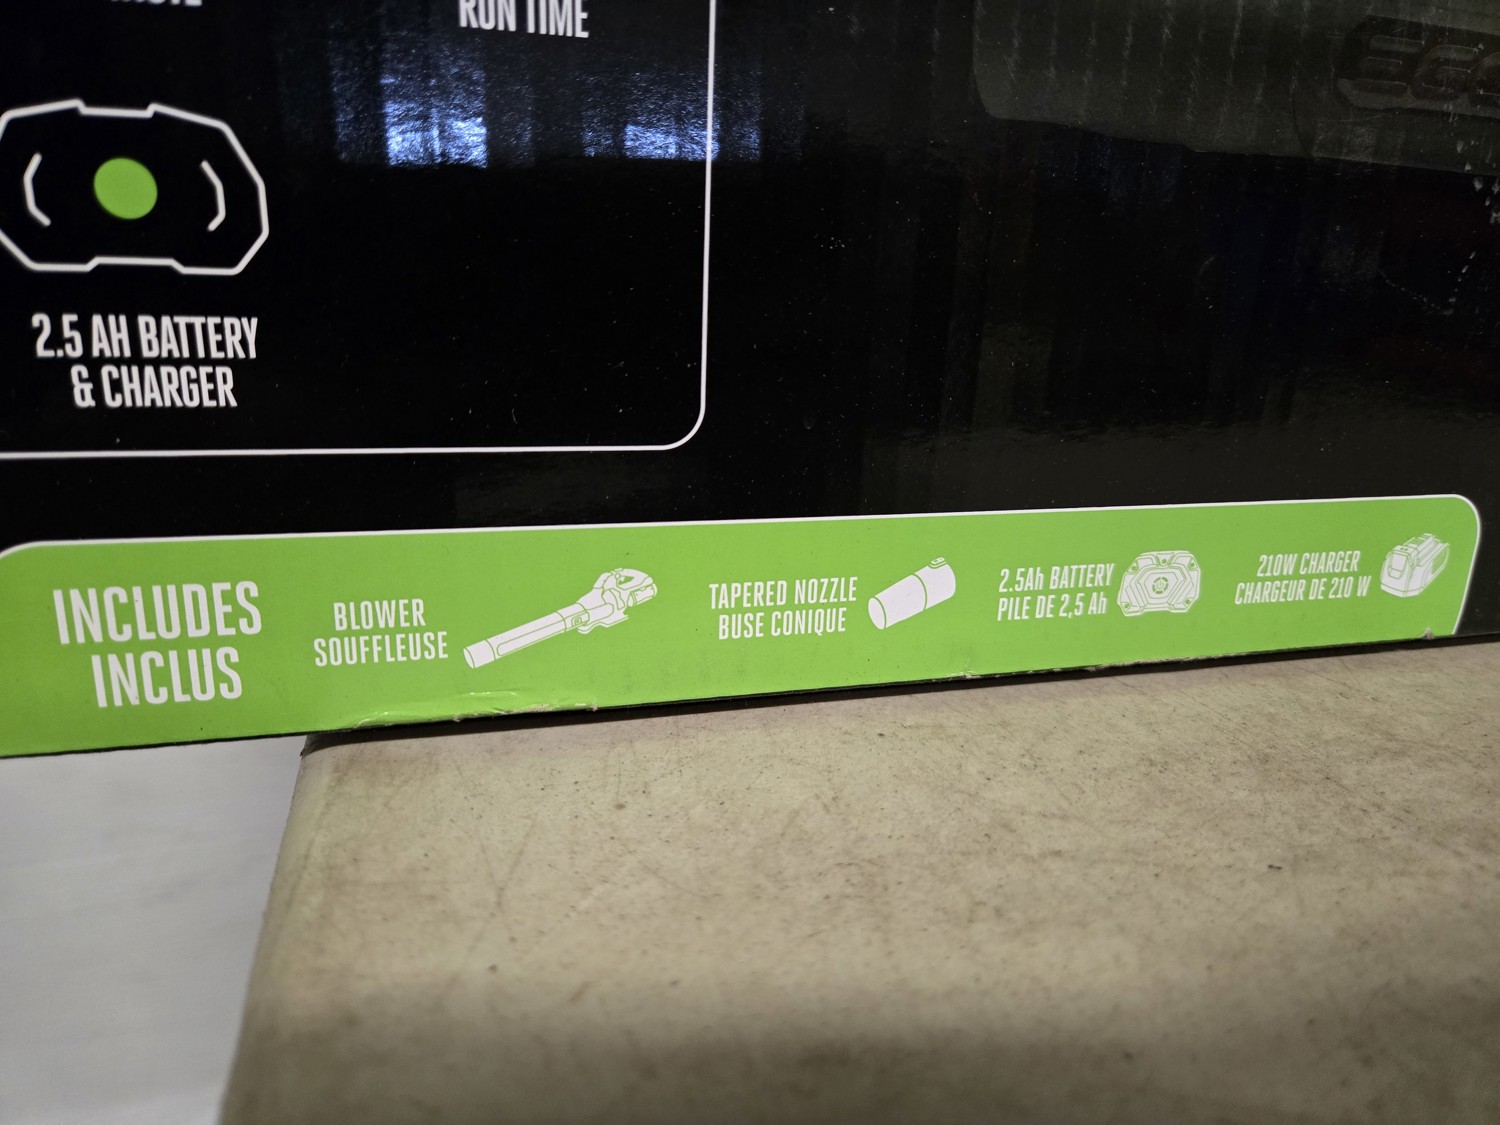 RUN TIME
2.5 AH BATTERY
& CHARGER
INCLUDES
INCLUS
BLOWER
SOUFFLEUSE
TAPERED NOZZLE
BUSE CONIQUE
2.5Ah BATTERY
PILE DE 2,5 Ah
210W CHARGER
CHARGEUR DE 210 W